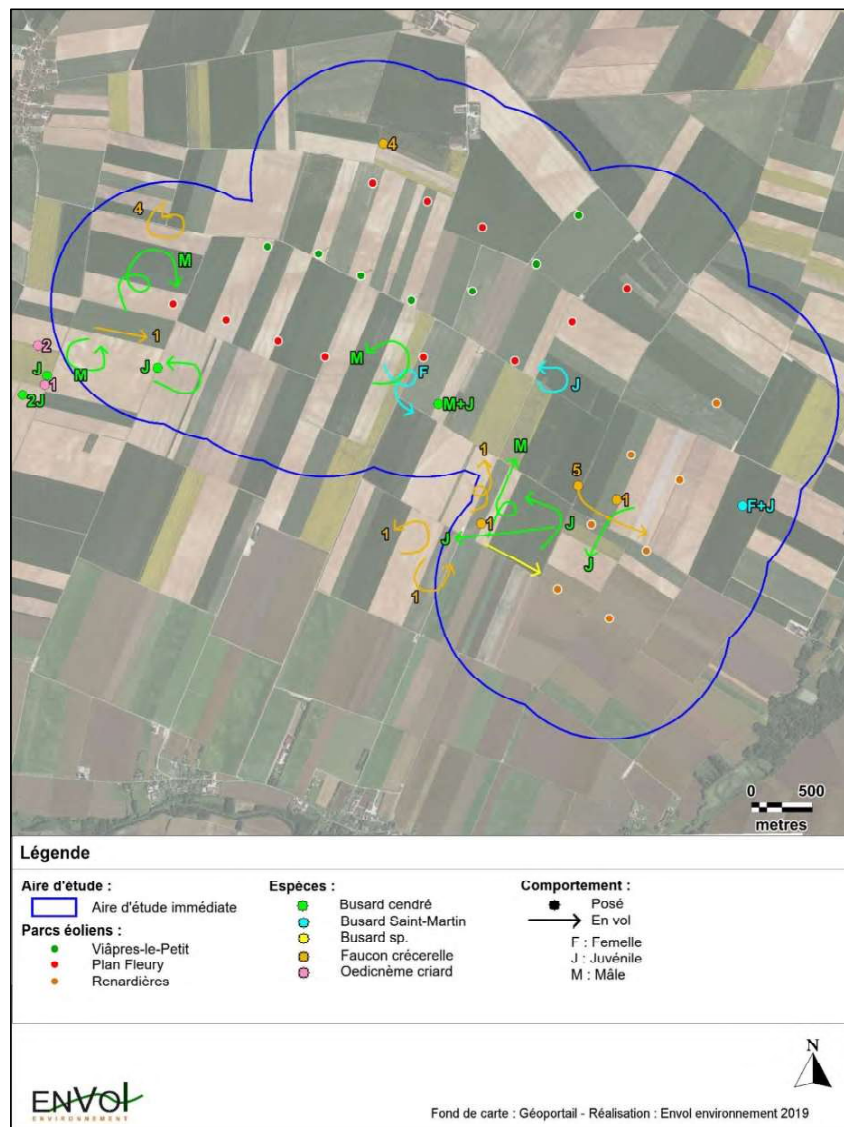 4
4
M
1
2
J
1
2J
M
J
M
F
M+J
J
1
M
5
1
1
F+J
1
J
J
J
1
0 500
metres
Légende
Aire d'étude :
Aire d'étude immédiate
Parcs éoliens :
Viâpres-le-Petit
Plan Fleury
Renardières
Espèces :
Busard cendré
Busard Saint-Martin
Busard sp.
Faucon crécerelle
Oedicnème criard
Comportement :
Posé
En vol
F : Femelle
J : Juvénile
M : Mâle
N
ENVOl
ENVIRONNEMENT
Fond de carte : Géoportail - Réalisation : Envol environnement 2019